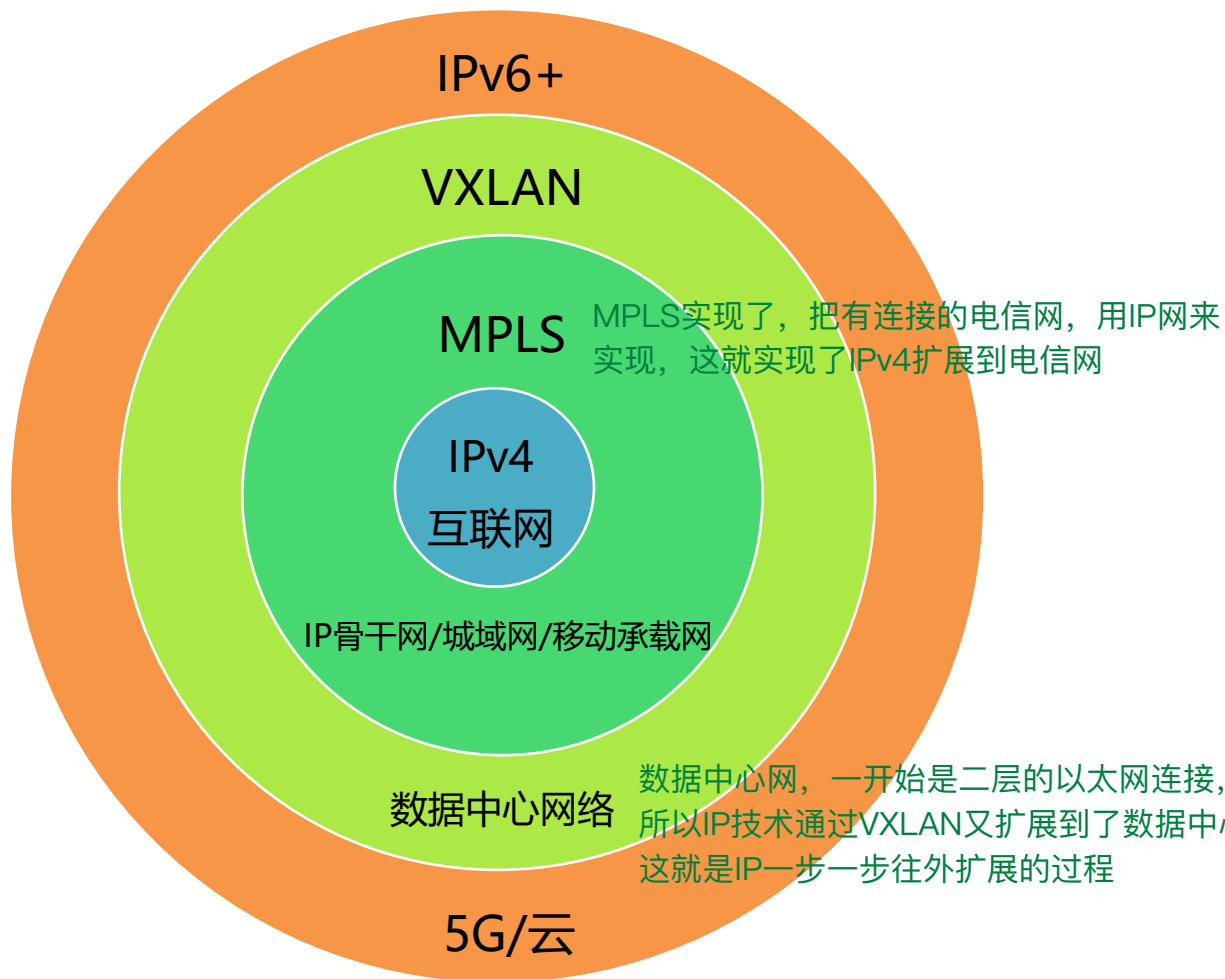 IPv6+
VXLAN
MPLS
MPLS实现了，把有连接的电信网，用IP网来
实现，这就实现了IPv4扩展到电信网
IPv4
互联网
IP骨干网/城域网/移动承载网
数据中心网络
数据中心网，一开始是二层的以太网连接，
所以IP技术通过VXLAN又扩展到了数据中
这就是IP一步一步往外扩展的过程
5G/云